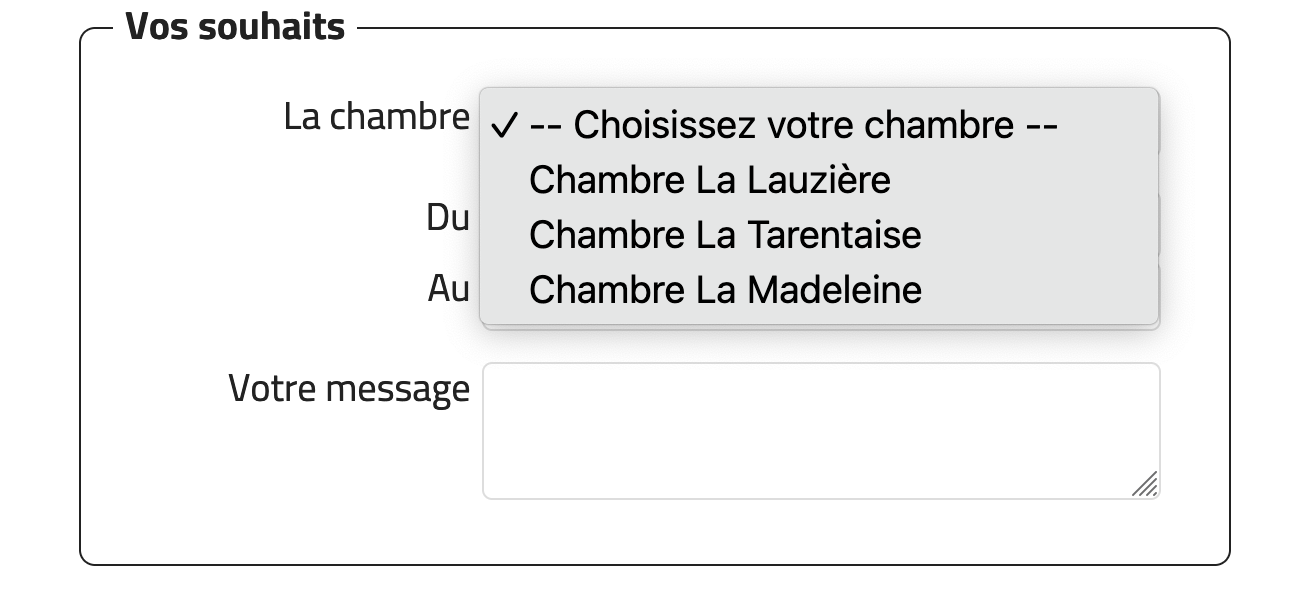 Vos souhaits
La chambre
✓ -- Choisissez votre chambre --
Chambre La Lauzière
Chambre La Tarentaise
Chambre La Madeleine
Du
Au
Votre message